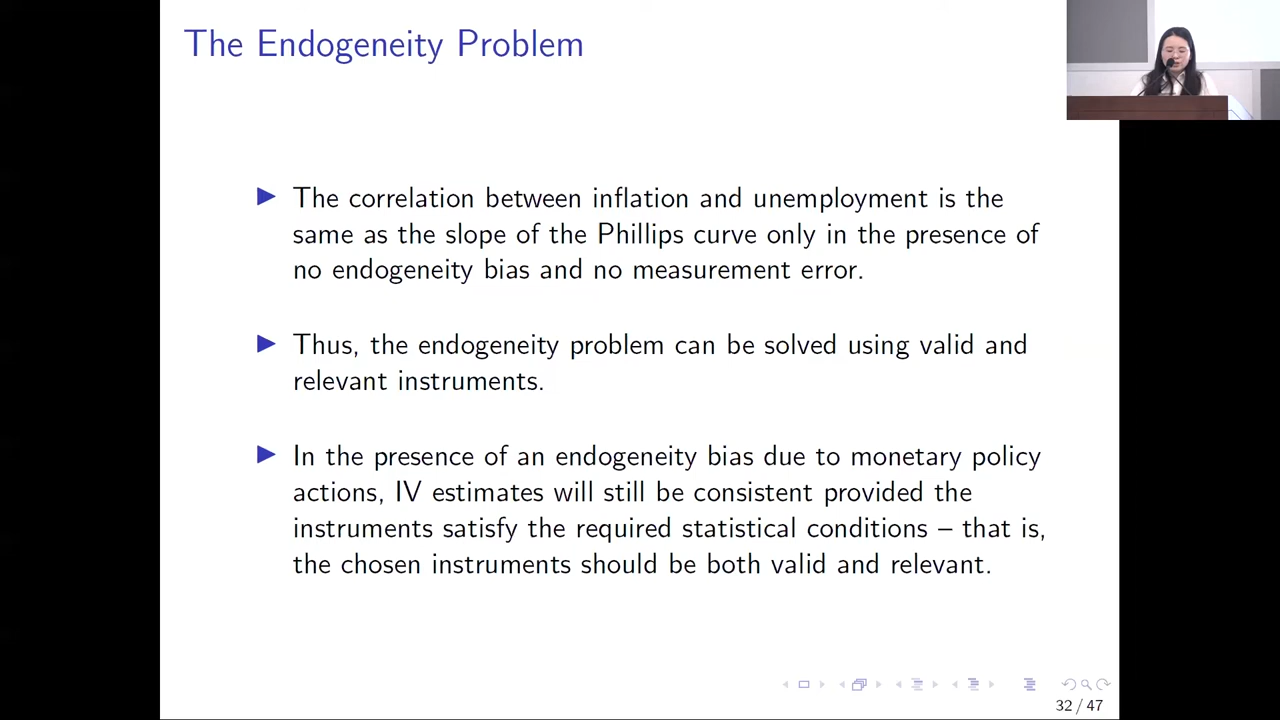 The Endogeneity Problem
The correlation between inflation and unemployment is the
same as the slope of the Phillips curve only in the presence of
no endogeneity bias and no measurement error.
Thus, the endogeneity problem can be solved using valid and
relevant instruments.
In the presence of an endogeneity bias due to monetary policy
actions, IV estimates will still be consistent provided the
instruments satisfy the required statistical conditions – that is,
the chosen instruments should be both valid and relevant.
32 / 47